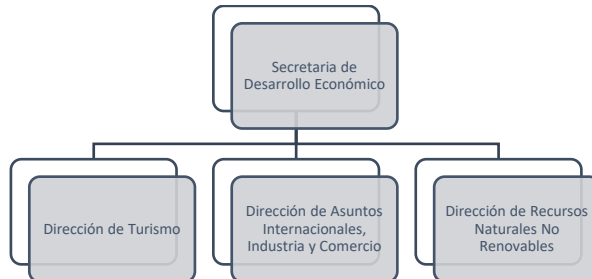 Secretaria de
Desarrollo Económico
Dirección de Turismo
Dirección de Asuntos
Internacionales,
Industria y Comercio
Dirección de Recursos
Naturales No
Renovables